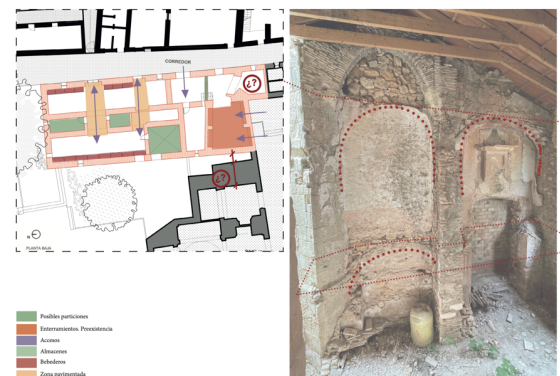 CORREDOR
¿?
¿?
N
PLANTA BAJA
Posibles particiones
Enterramientos. Preexistencia
Accesos
Almacenes
Bebederos
Zona pavimentada